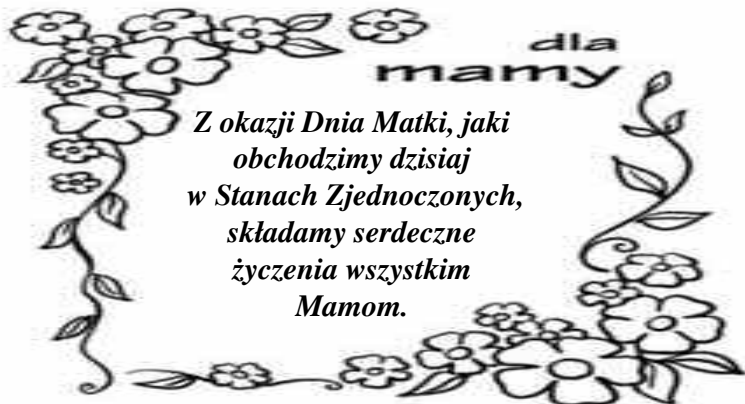 dla
mamy
Z okazji Dnia Matki, jaki
obchodzimy dzisiaj
w Stanach Zjednoczonych,
składamy serdeczne
życzenia wszystkim
Mamom.